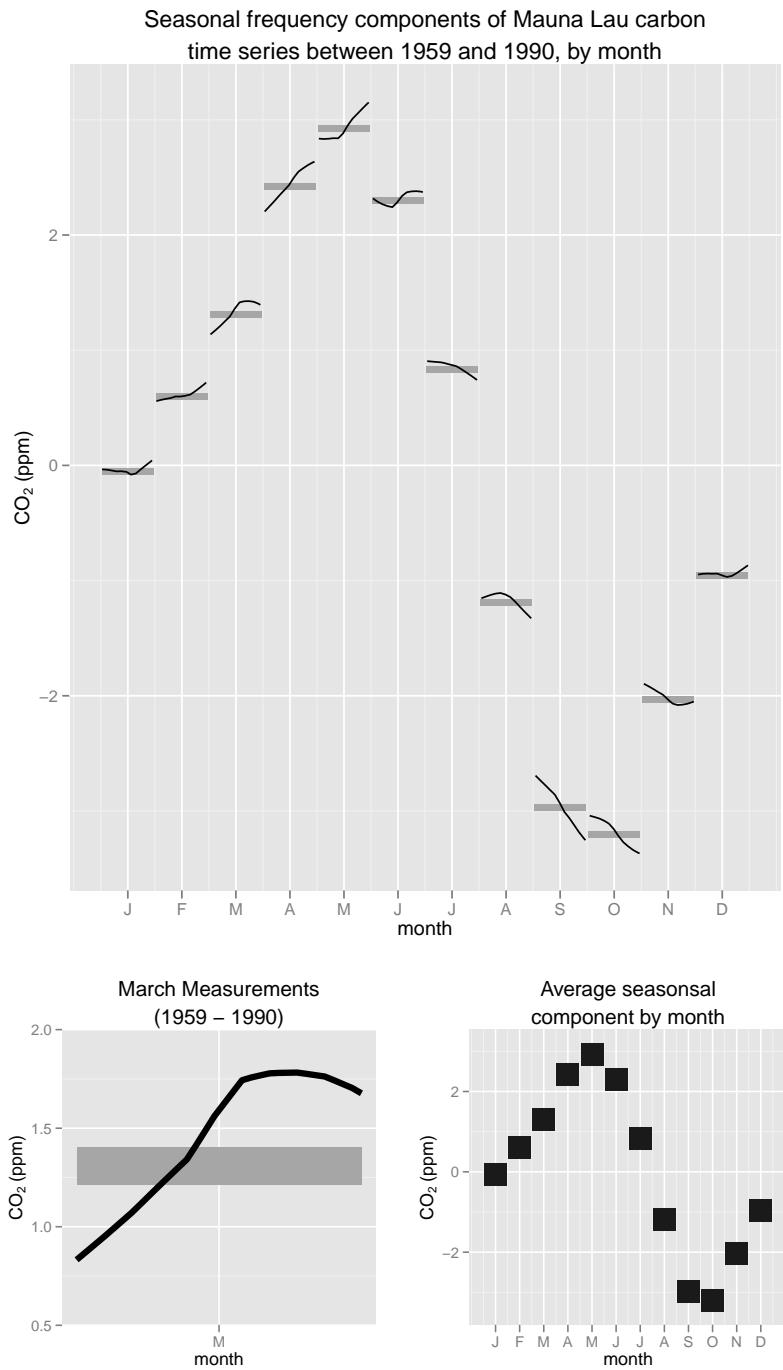 Seasonal frequency components of Mauna Lau carbon
time series between 1959 and 1990, by month
2
0
−2
CO₂ (ppm)
J F M A M J J A S O N D
month
March Measurements
(1959 − 1990)
2.0
1.5
1.0
0.5
CO₂ (ppm)
M
month
Average seasonsal
component by month
2
0
−2
CO₂ (ppm)
J F M A M J J A S O N D
month